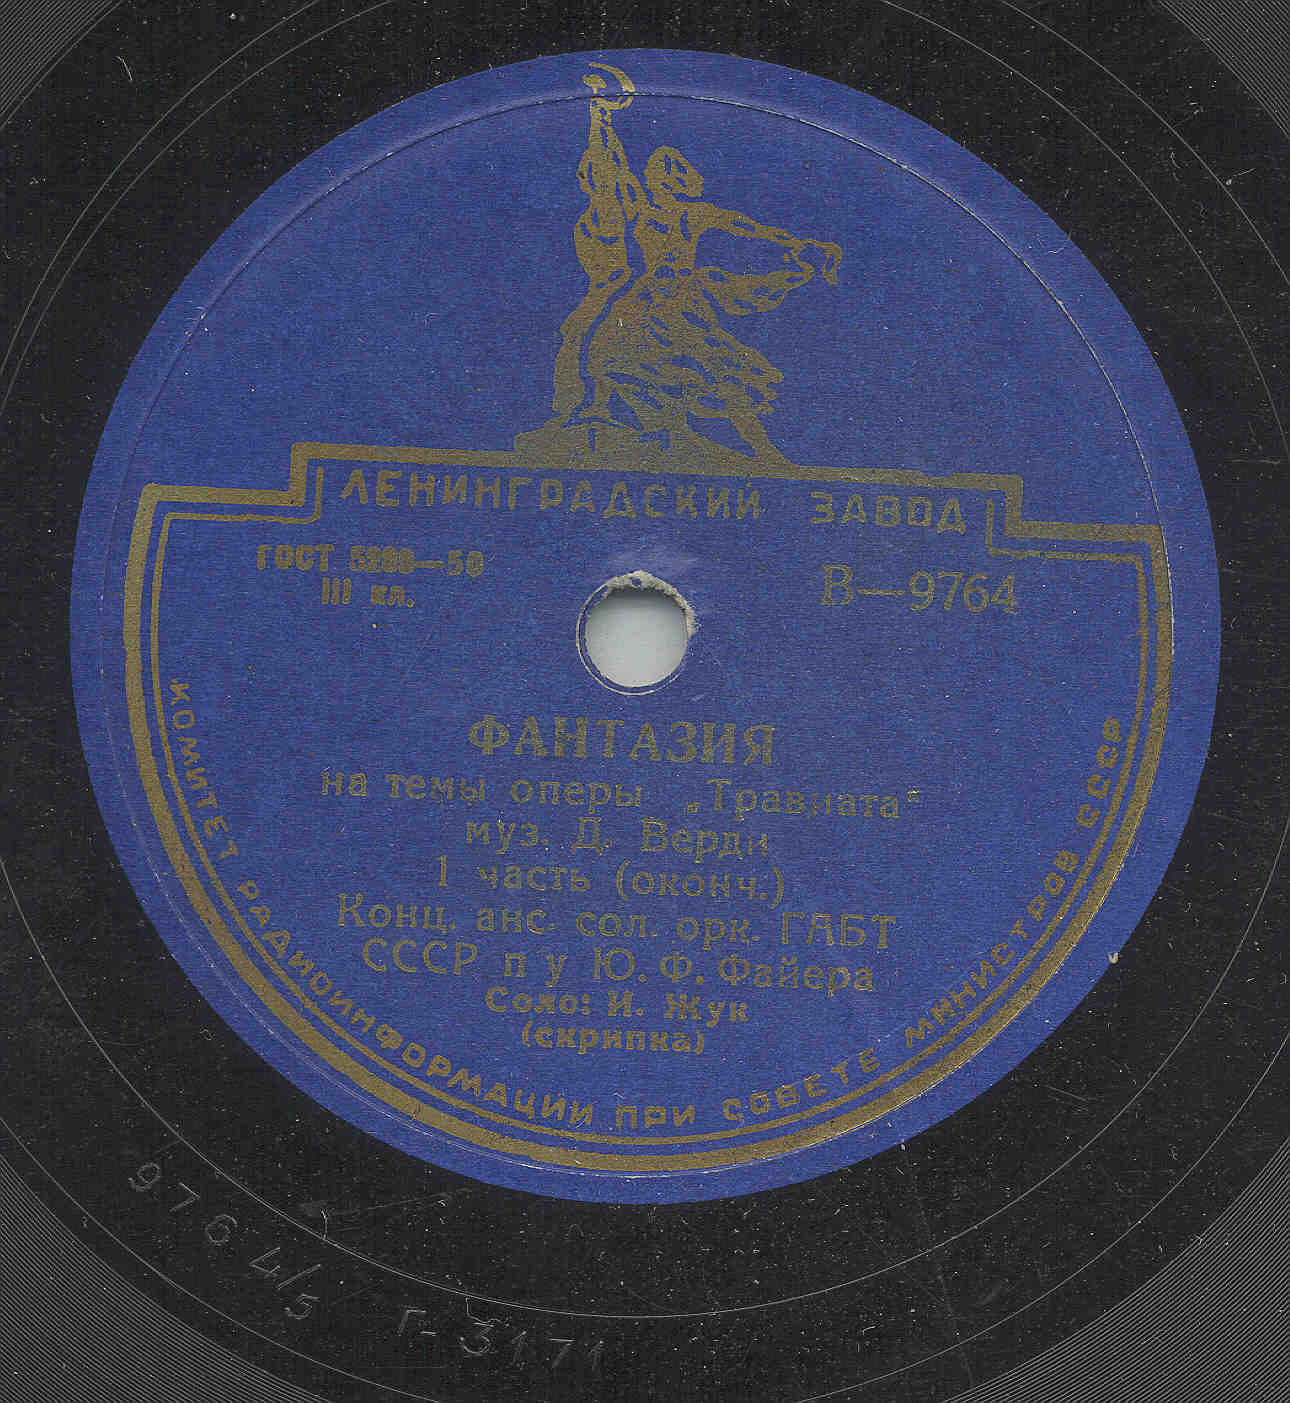 ЛЕНИНГРАДСКИЙ ЗАВОД
ГОСТ 5289—50
III кл.
В—9764
ФАНТАЗИЯ
на темы оперы „Травиата“
муз. Д. Верди
1 часть (оконч.)
Конц. анс. сол. орк. ГАБТ
СССР п у Ю. Ф. Файера
Соло: И. Жук
(скрипка)
КОМИТЕТ РАДИОИНФОРМАЦИИ ПРИ СОВЕТЕ МИНИСТРОВ СССР
9764/5 Г-3171